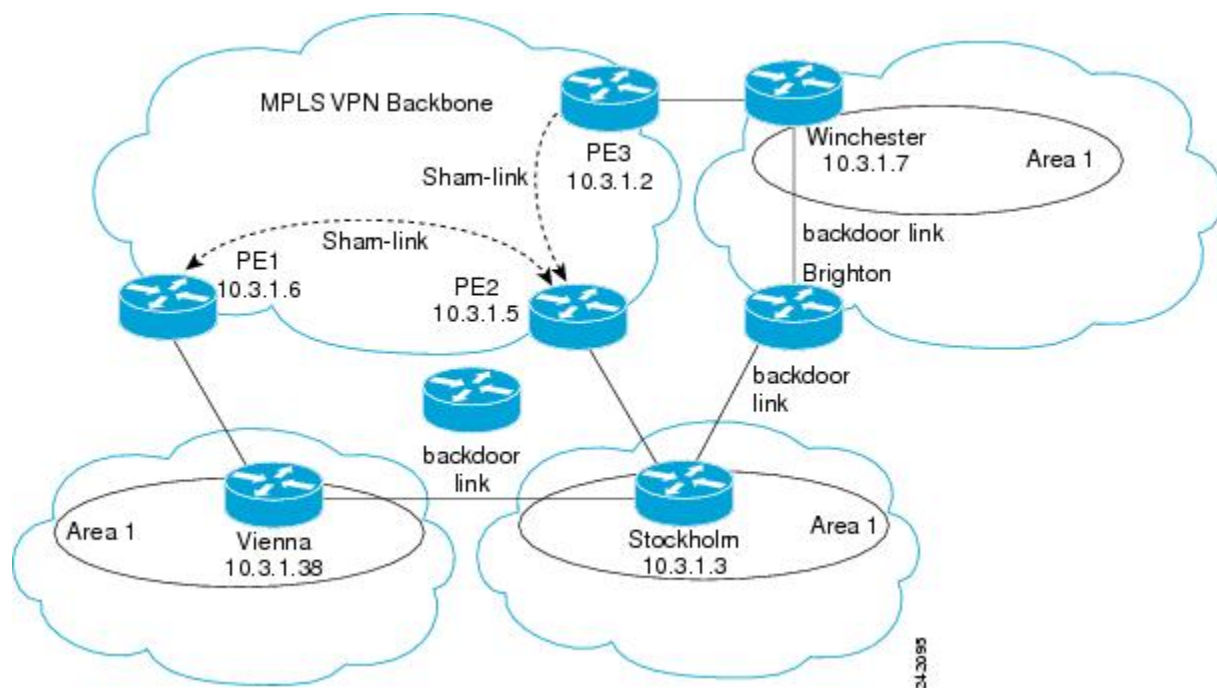 MPLS VPN Backbone
PE3
10.3.1.2
Winchester
10.3.1.7
Area 1
Sham-link
Sham-link
backdoor link
PE1
10.3.1.6
PE2
10.3.1.5
Brighton
backdoor
link
backdoor
link
Area 1
Vienna
10.3.1.38
Stockholm
10.3.1.3
Area 1
242095